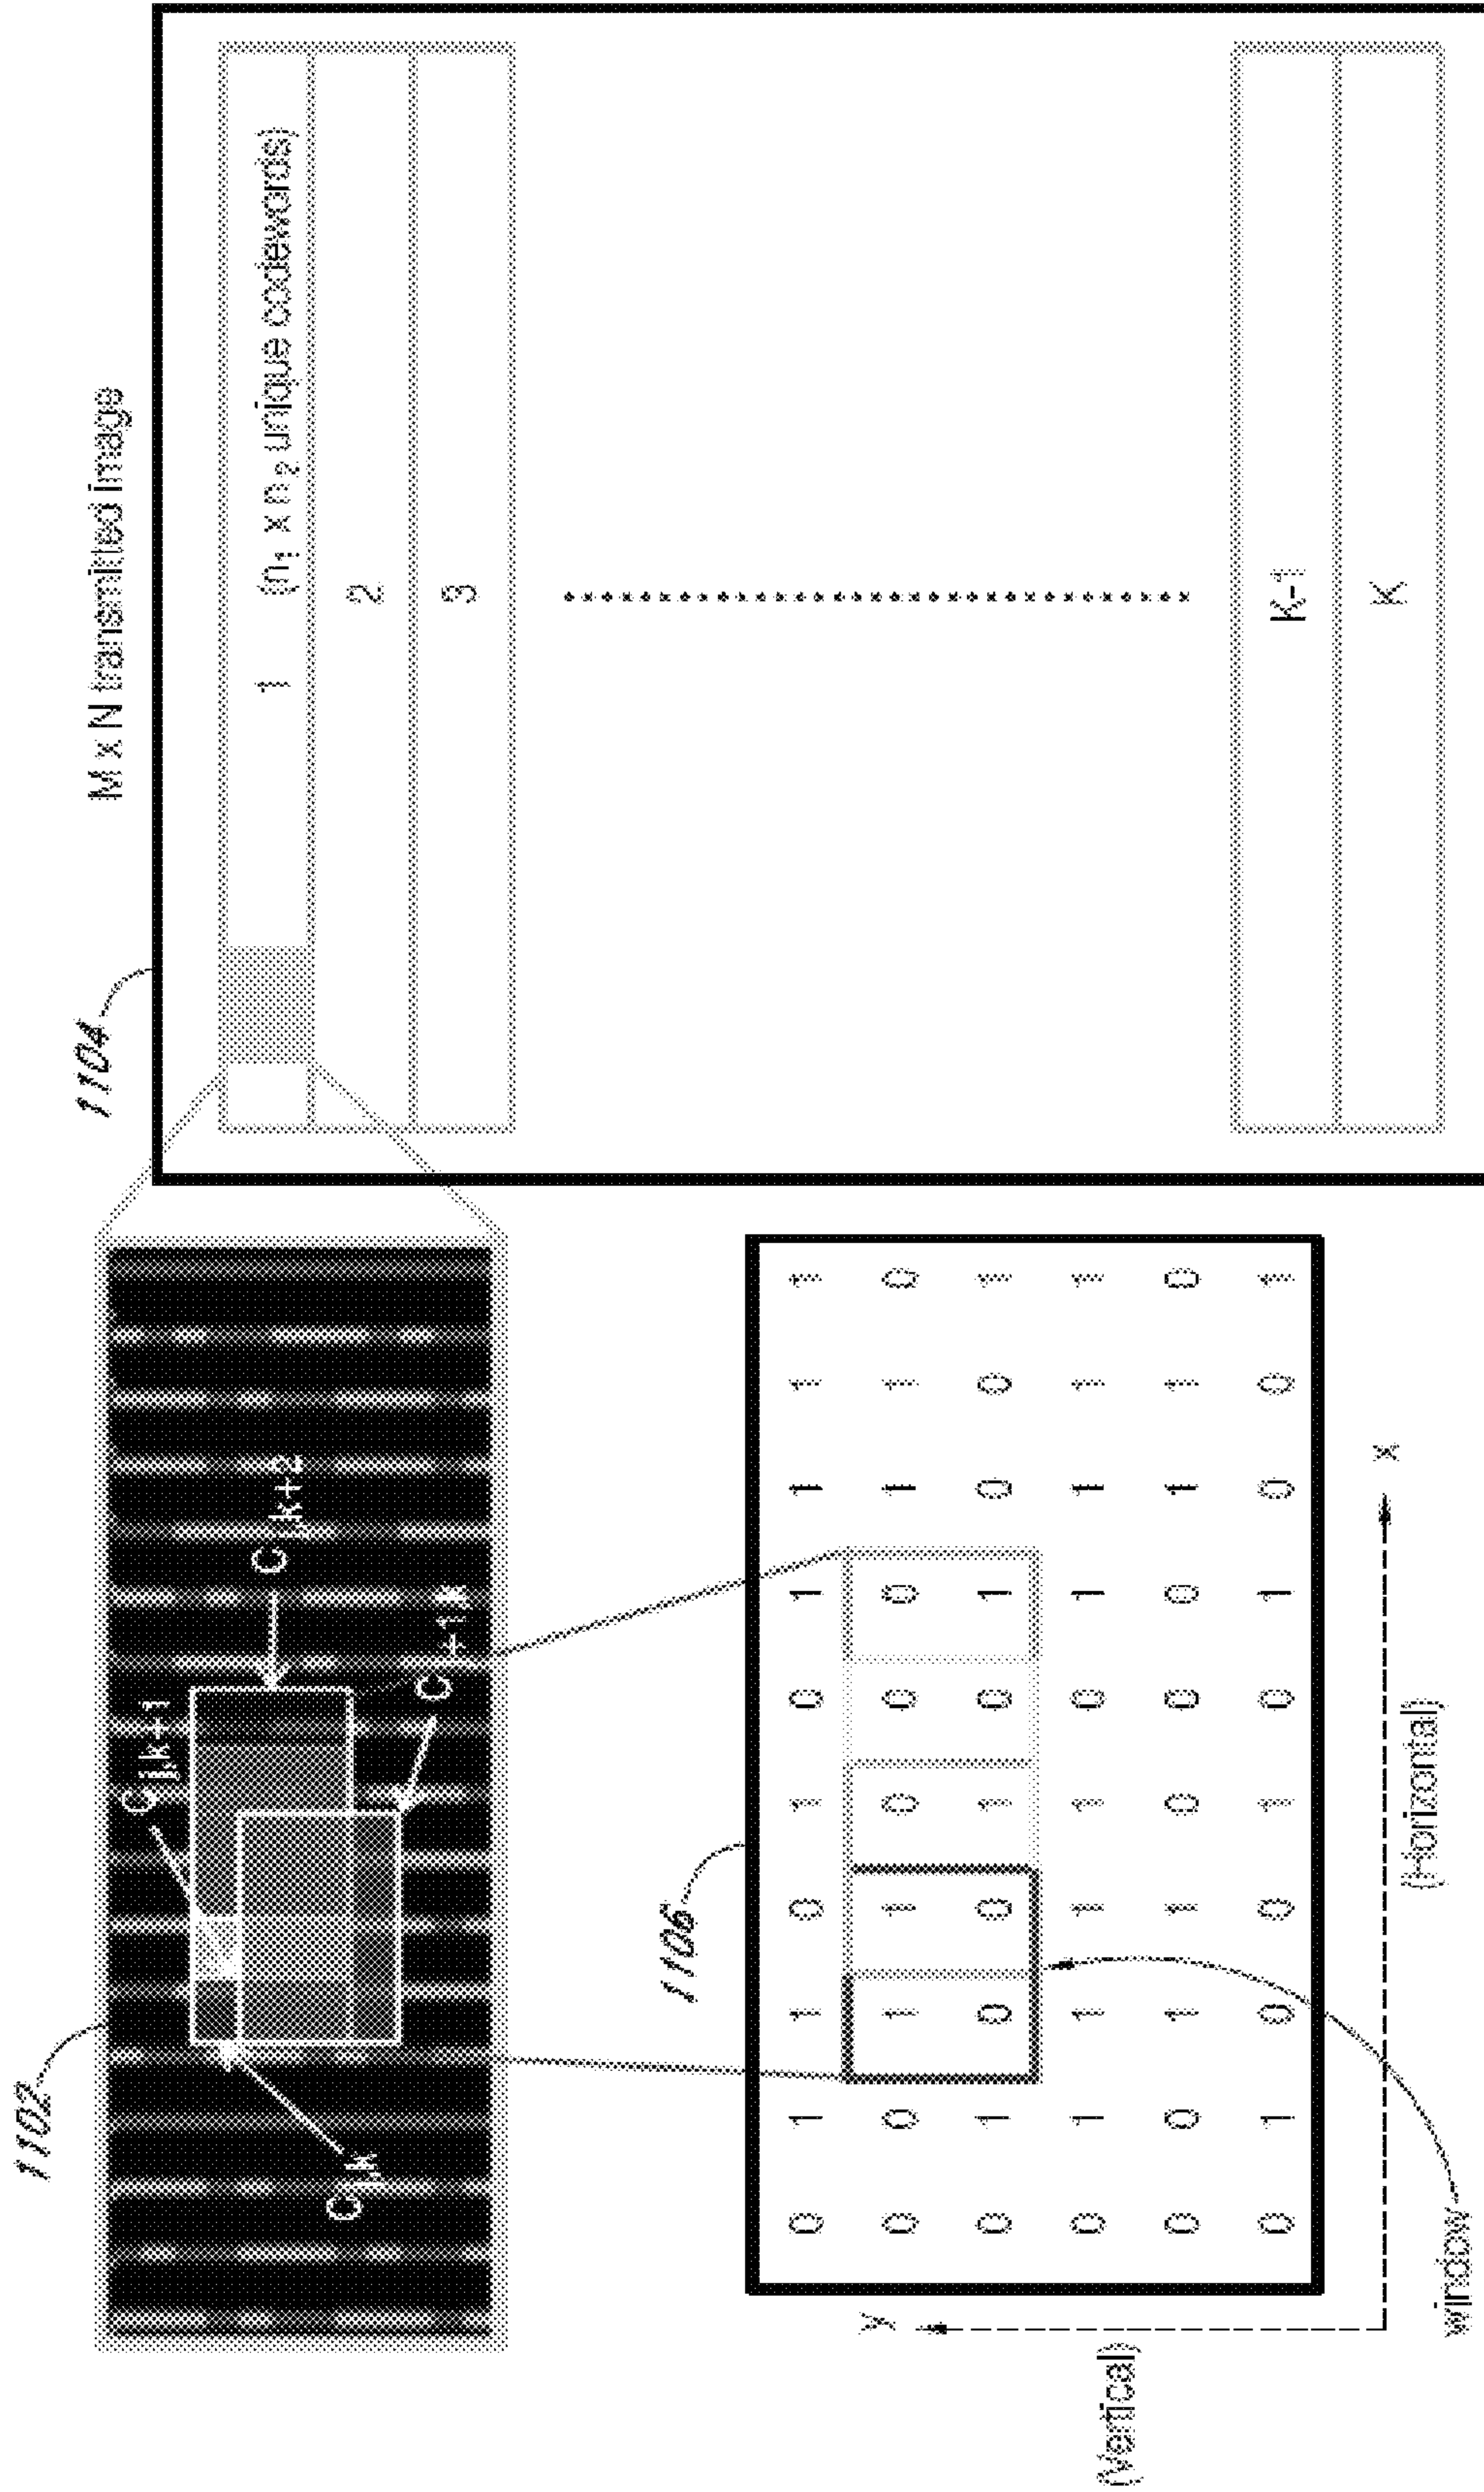 1102
C j,k+1
C j,k+2
C j,k
C j+1,k
1104
M x N transmitted image
1 (n1 x n2 unique codewords)
2
3
K-1
K
1106
y
(Vertical)
0 1 1 0 1 0 1 1 1 1
0 0 1 1 0 0 0 1 1 0
0 1 0 0 1 0 1 0 0 1
0 1 1 1 1 0 1 1 1 1
0 0 1 1 0 0 0 1 1 0
0 1 0 0 1 0 1 0 0 1
x
(Horizontal)
window